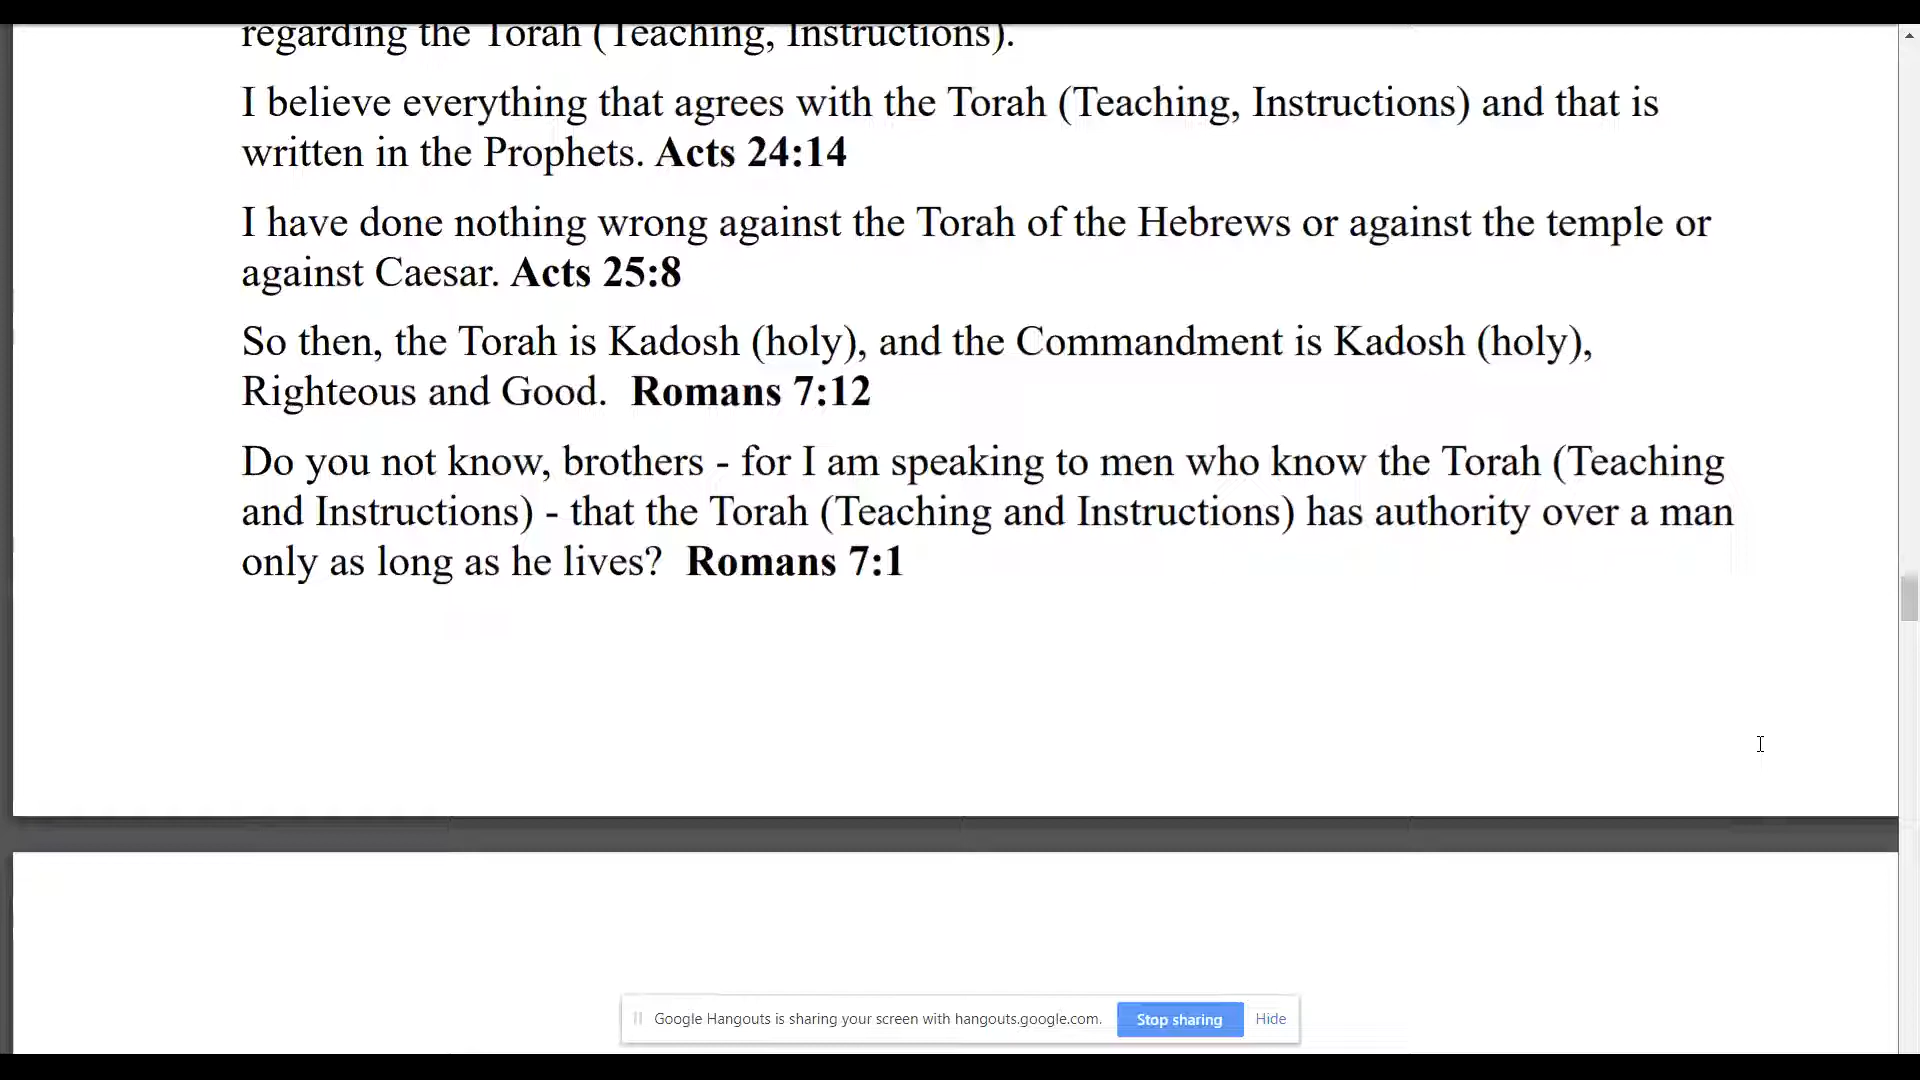 regarding the Torah (Teaching, Instructions).
I believe everything that agrees with the Torah (Teaching, Instructions) and that is
written in the Prophets. Acts 24:14
I have done nothing wrong against the Torah of the Hebrews or against the temple or
against Caesar. Acts 25:8
So then, the Torah is Kadosh (holy), and the Commandment is Kadosh (holy),
Righteous and Good. Romans 7:12
Do you not know, brothers - for I am speaking to men who know the Torah (Teaching
and Instructions) - that the Torah (Teaching and Instructions) has authority over a man
only as long as he lives? Romans 7:1
Google Hangouts is sharing your screen with hangouts.google.com. Stop sharing Hide